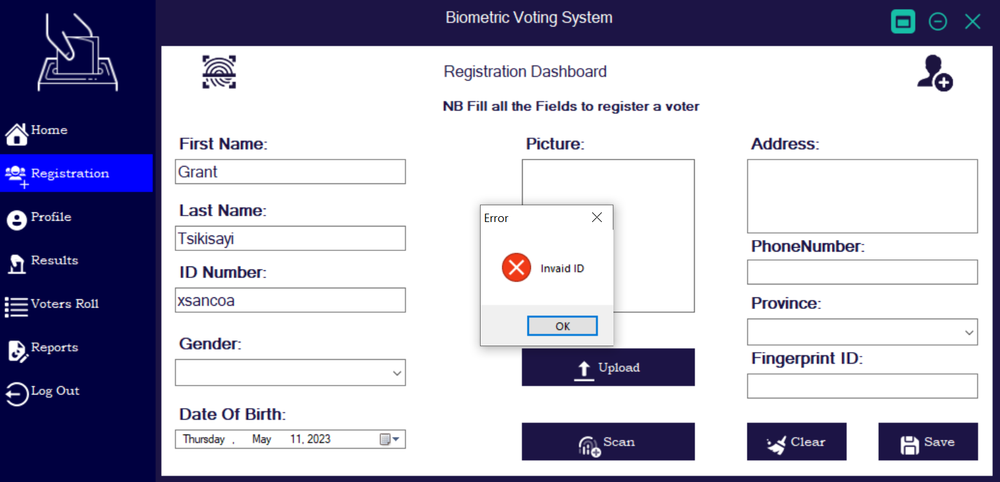 Biometric Voting System
Home
Registration
Profile
Results
Voters Roll
Reports
Log Out
Registration Dashboard
NB Fill all the Fields to register a voter
First Name:
Grant
Last Name:
Tsikisayi
ID Number:
xsancoa
Gender:
Date Of Birth:
Thursday , May 11, 2023
Picture:
Error
Invaid ID
OK
Upload
Scan
Address:
PhoneNumber:
Province:
Fingerprint ID:
Clear
Save